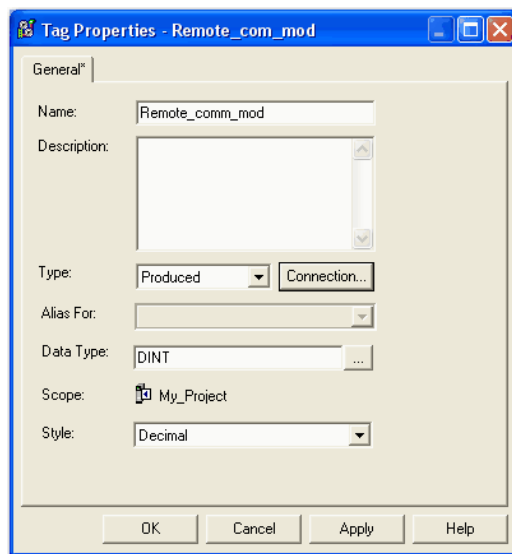 Tag Properties - Remote_com_mod
General*
Name: Remote_comm_mod
Description:
Type: Produced Connection...
Alias For:
Data Type: DINT ...
Scope: My_Project
Style: Decimal
OK Cancel Apply Help